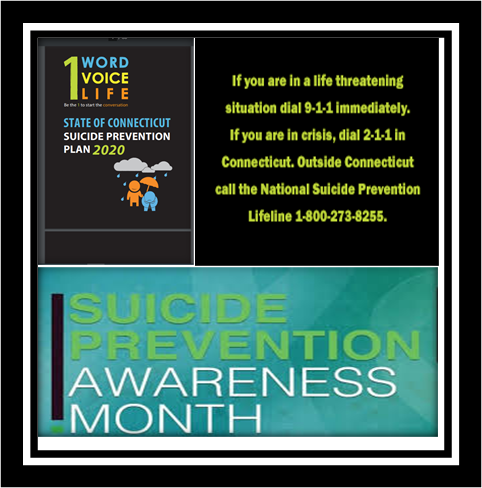 1 WORD
VOICE
LIFE
Be the 1 to start the conversation
STATE OF CONNECTICUT
SUICIDE PREVENTION
PLAN 2020
If you are in a life threatening
situation dial 9-1-1 immediately.
If you are in crisis, dial 2-1-1 in
Connecticut. Outside Connecticut
call the National Suicide Prevention
Lifeline 1-800-273-8255.
SUICIDE
PREVENTION
AWARENESS
MONTH